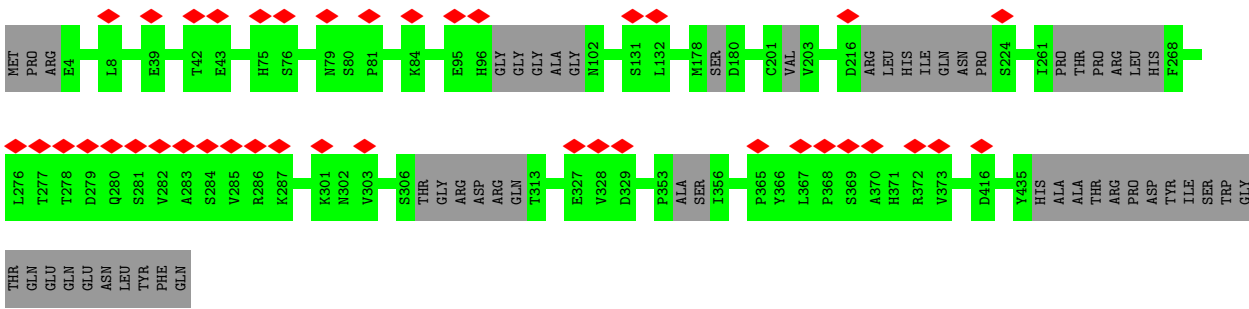 MET PRO ARG E4 L8 E39 T42 E43 H75 S76 N79 S80 P81 K84 E95 H96 GLY GLY GLY ALA GLY N102 S131 L132 M178 SER D180 C201 VAL V203 D216 ARG LEU HIS ILE GLN ASN PRO S224 I261 PRO THR PRO ARG LEU HIS F268
L276 T277 T278 D279 Q280 S281 V282 A283 S284 V285 R286 K287 K301 N302 V303 S306 THR GLY ARG ASP ARG GLN T313 E327 V328 D329 P353 ALA SER I356 P365 Y366 L367 P368 S369 A370 H371 R372 V373 D416 Y435 HIS ALA ALA THR ARG PRO ASP TYR ILE SER TRP GLY
THR GLN GLU GLN GLU ASN LEU TYR PHE GLN